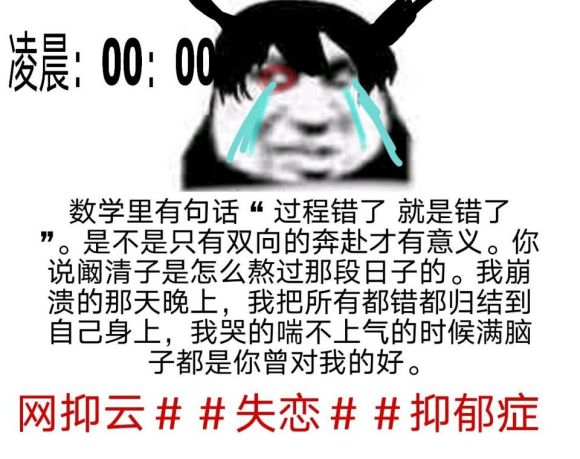 凌晨：00：00
数学里有句话“ 过程错了 就是错了
”。是不是只有双向的奔赴才有意义。你
说阚清子是怎么熬过那段日子的。我崩
溃的那天晚上，我把所有都错都归结到
自己身上，我哭的喘不上气的时候满脑
子都是你曾对我的好。
网抑云＃＃失恋＃＃抑郁症